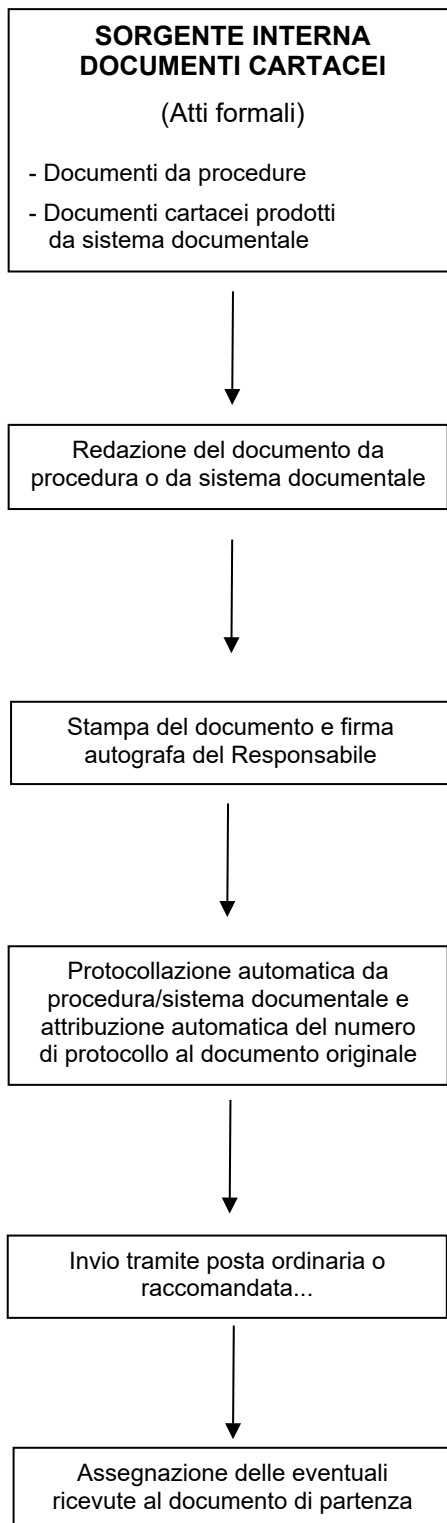 SORGENTE INTERNA
DOCUMENTI CARTACEI
(Atti formali)
- Documenti da procedure
- Documenti cartacei prodotti
da sistema documentale
Redazione del documento da
procedura o da sistema documentale
Stampa del documento e firma
autografa del Responsabile
Protocollazione automatica da
procedura/sistema documentale e
attribuzione automatica del numero
di protocollo al documento originale
Invio tramite posta ordinaria o
raccomandata...
Assegnazione delle eventuali
ricevute al documento di partenza